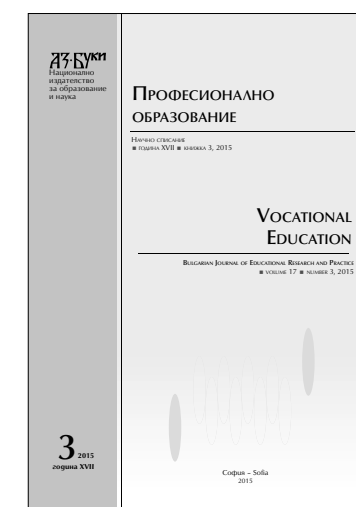 АЗ·БУКИ
Национално
издателство
за образование
и наука
Професионално
образование
Научно списание
■ година XVII ■ книжка 3, 2015
Vocational
Education
Bulgarian Journal of Educational Research and Practice
■ volume 17 ■ number 3, 2015
3 2015
година XVII
София – Sofia
2015